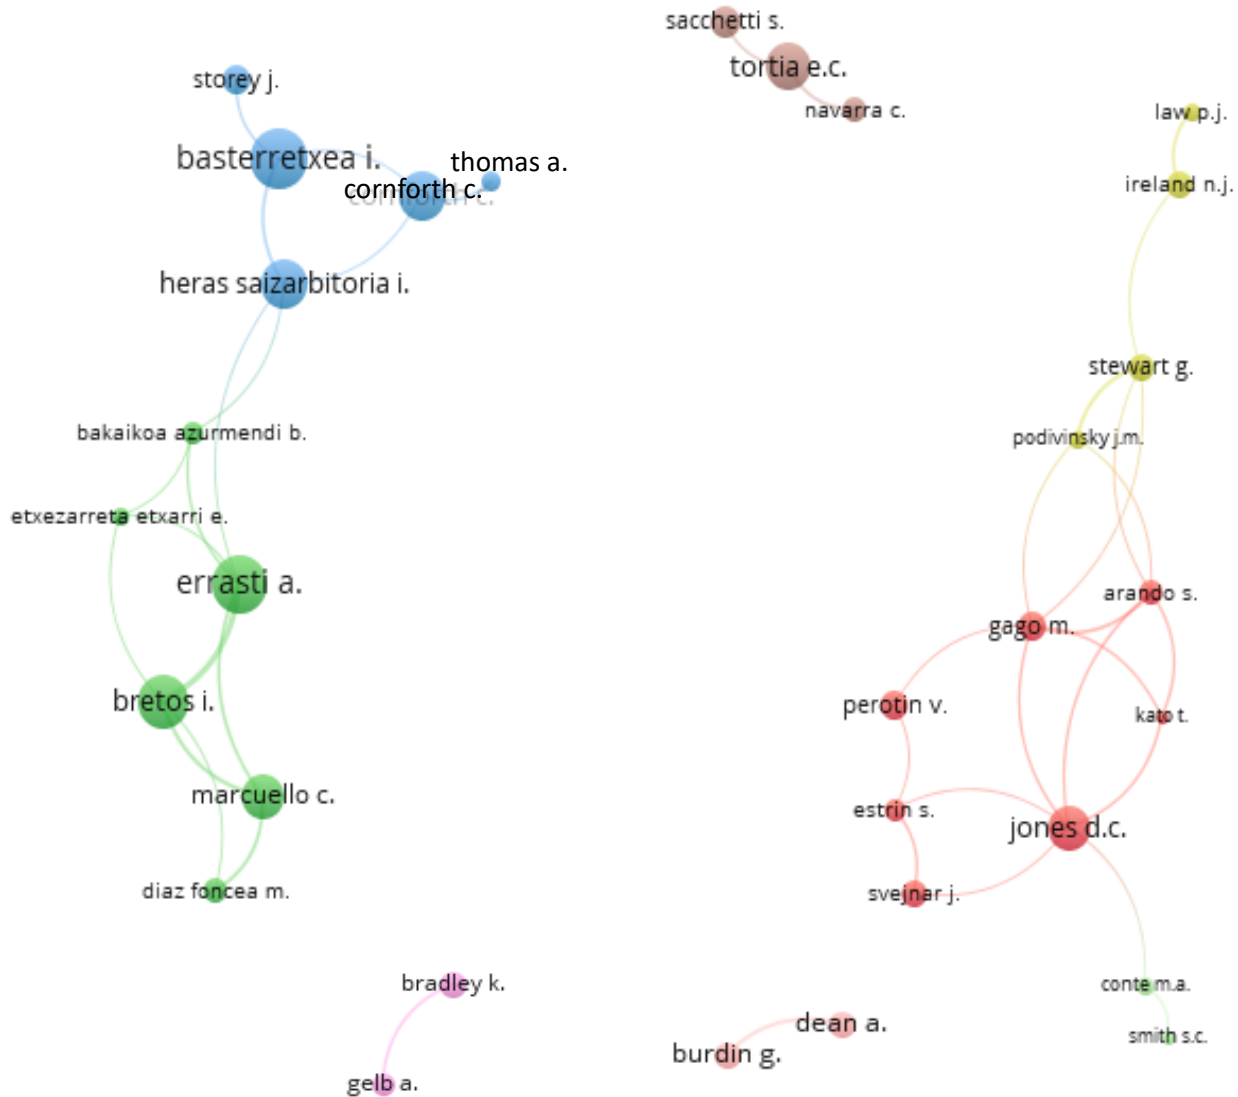 sacchetti s.
tortia e.c.
storey j.
navarra c.
law p.j.
basterretxea i.
thomas a.
cornforth c.
cornforth c.
ireland n.j.
heras saizarbitoria i.
stewart g.
bakaikoa azurmendi b.
podivinsky j.m.
etxezarreta etxarri e.
errasti a.
arando s.
gago m.
bretos i.
perotin v.
kato t.
marcuello c.
estrin s.
jones d.c.
diaz foncea m.
svejnar j.
bradley k.
conte m.a.
dean a.
smith s.c.
burdin g.
gelb a.